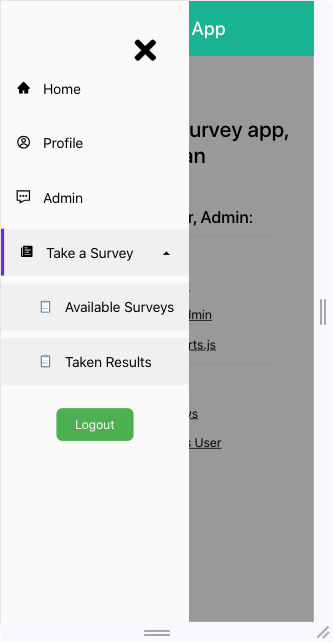 App
Home
Profile
Admin
Take a Survey
Available Surveys
Taken Results
Logout
urvey app,
an
r, Admin:
dmin
rts.js
ys
s User